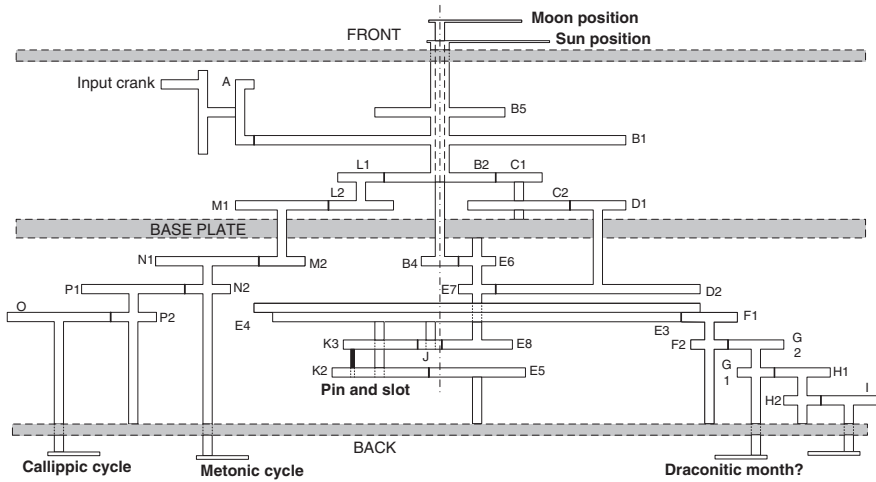 Moon position
FRONT
Sun position
Input crank
A
B5
B1
L1
B2
C1
L2
C2
M1
D1
BASE PLATE
N1
M2
B4
E6
P1
N2
E7
D2
O
P2
E4
E3
F1
K3
J
E8
F2
G
2
K2
E5
G
1
H1
Pin and slot
H2
I
BACK
Callippic cycle
Metonic cycle
Draconitic month?